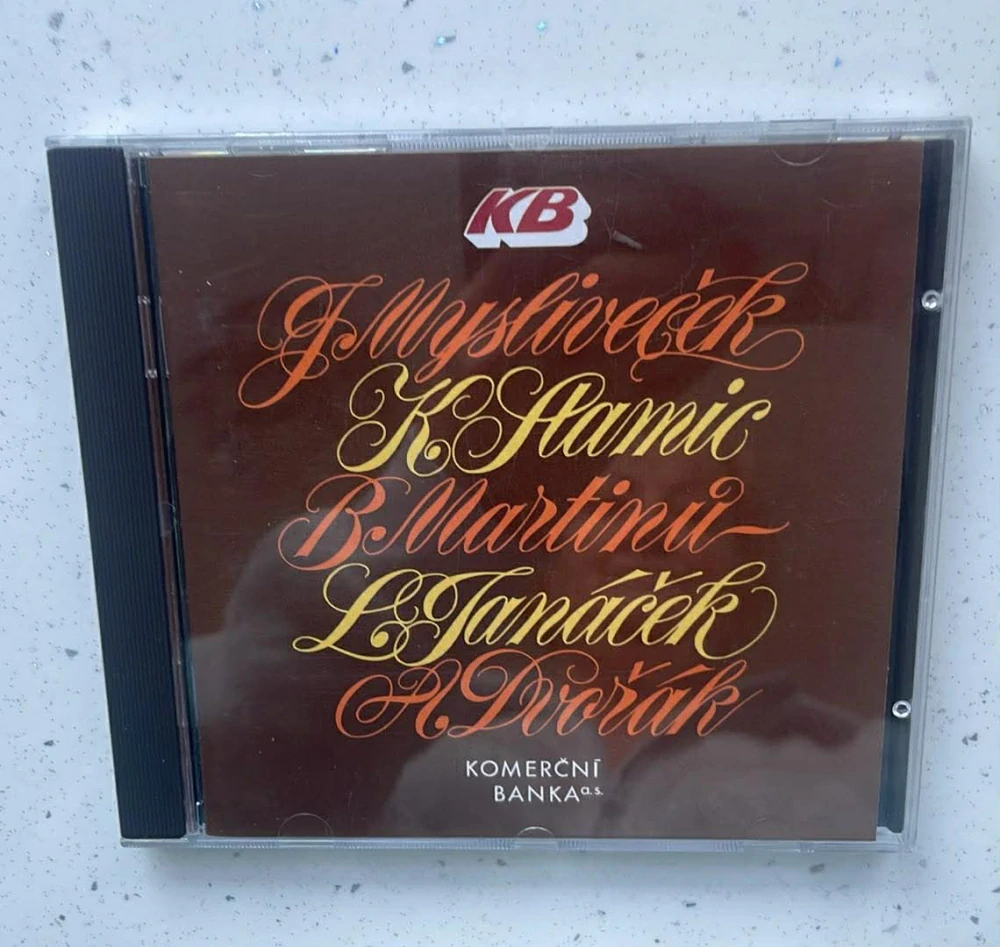 KB
J Mysliveček
K Stamic
B Martinů
L Janáček
A Dvořák
KOMERČNÍ
BANKA a.s.